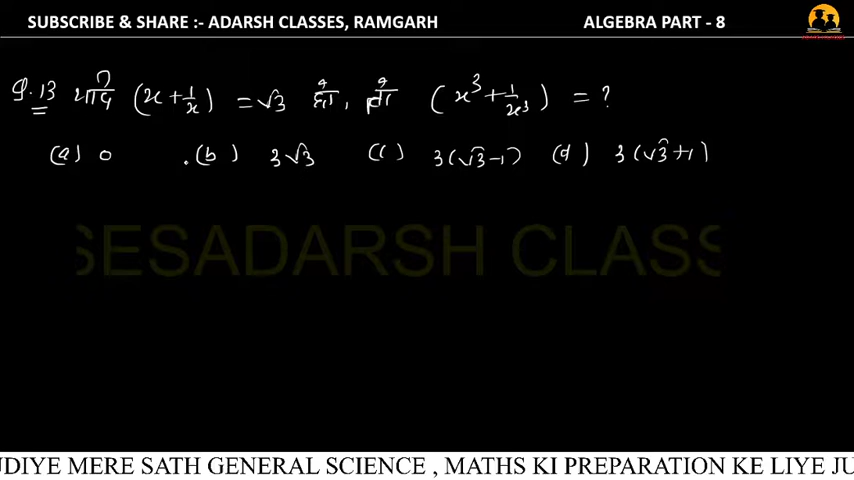 SUBSCRIBE & SHARE :- ADARSH CLASSES, RAMGARH
ALGEBRA PART - 8
Q.13 यदि (x + 1/x) = √3 हो, तो (x³ + 1/x³) = ?
(a) 0 (b) 3√3 (c) 3(√3-1) (d) 3(√3+1)
SESADARSH CLASS
UDIYE MERE SATH GENERAL SCIENCE , MATHS KI PREPARATION KE LIYE JU